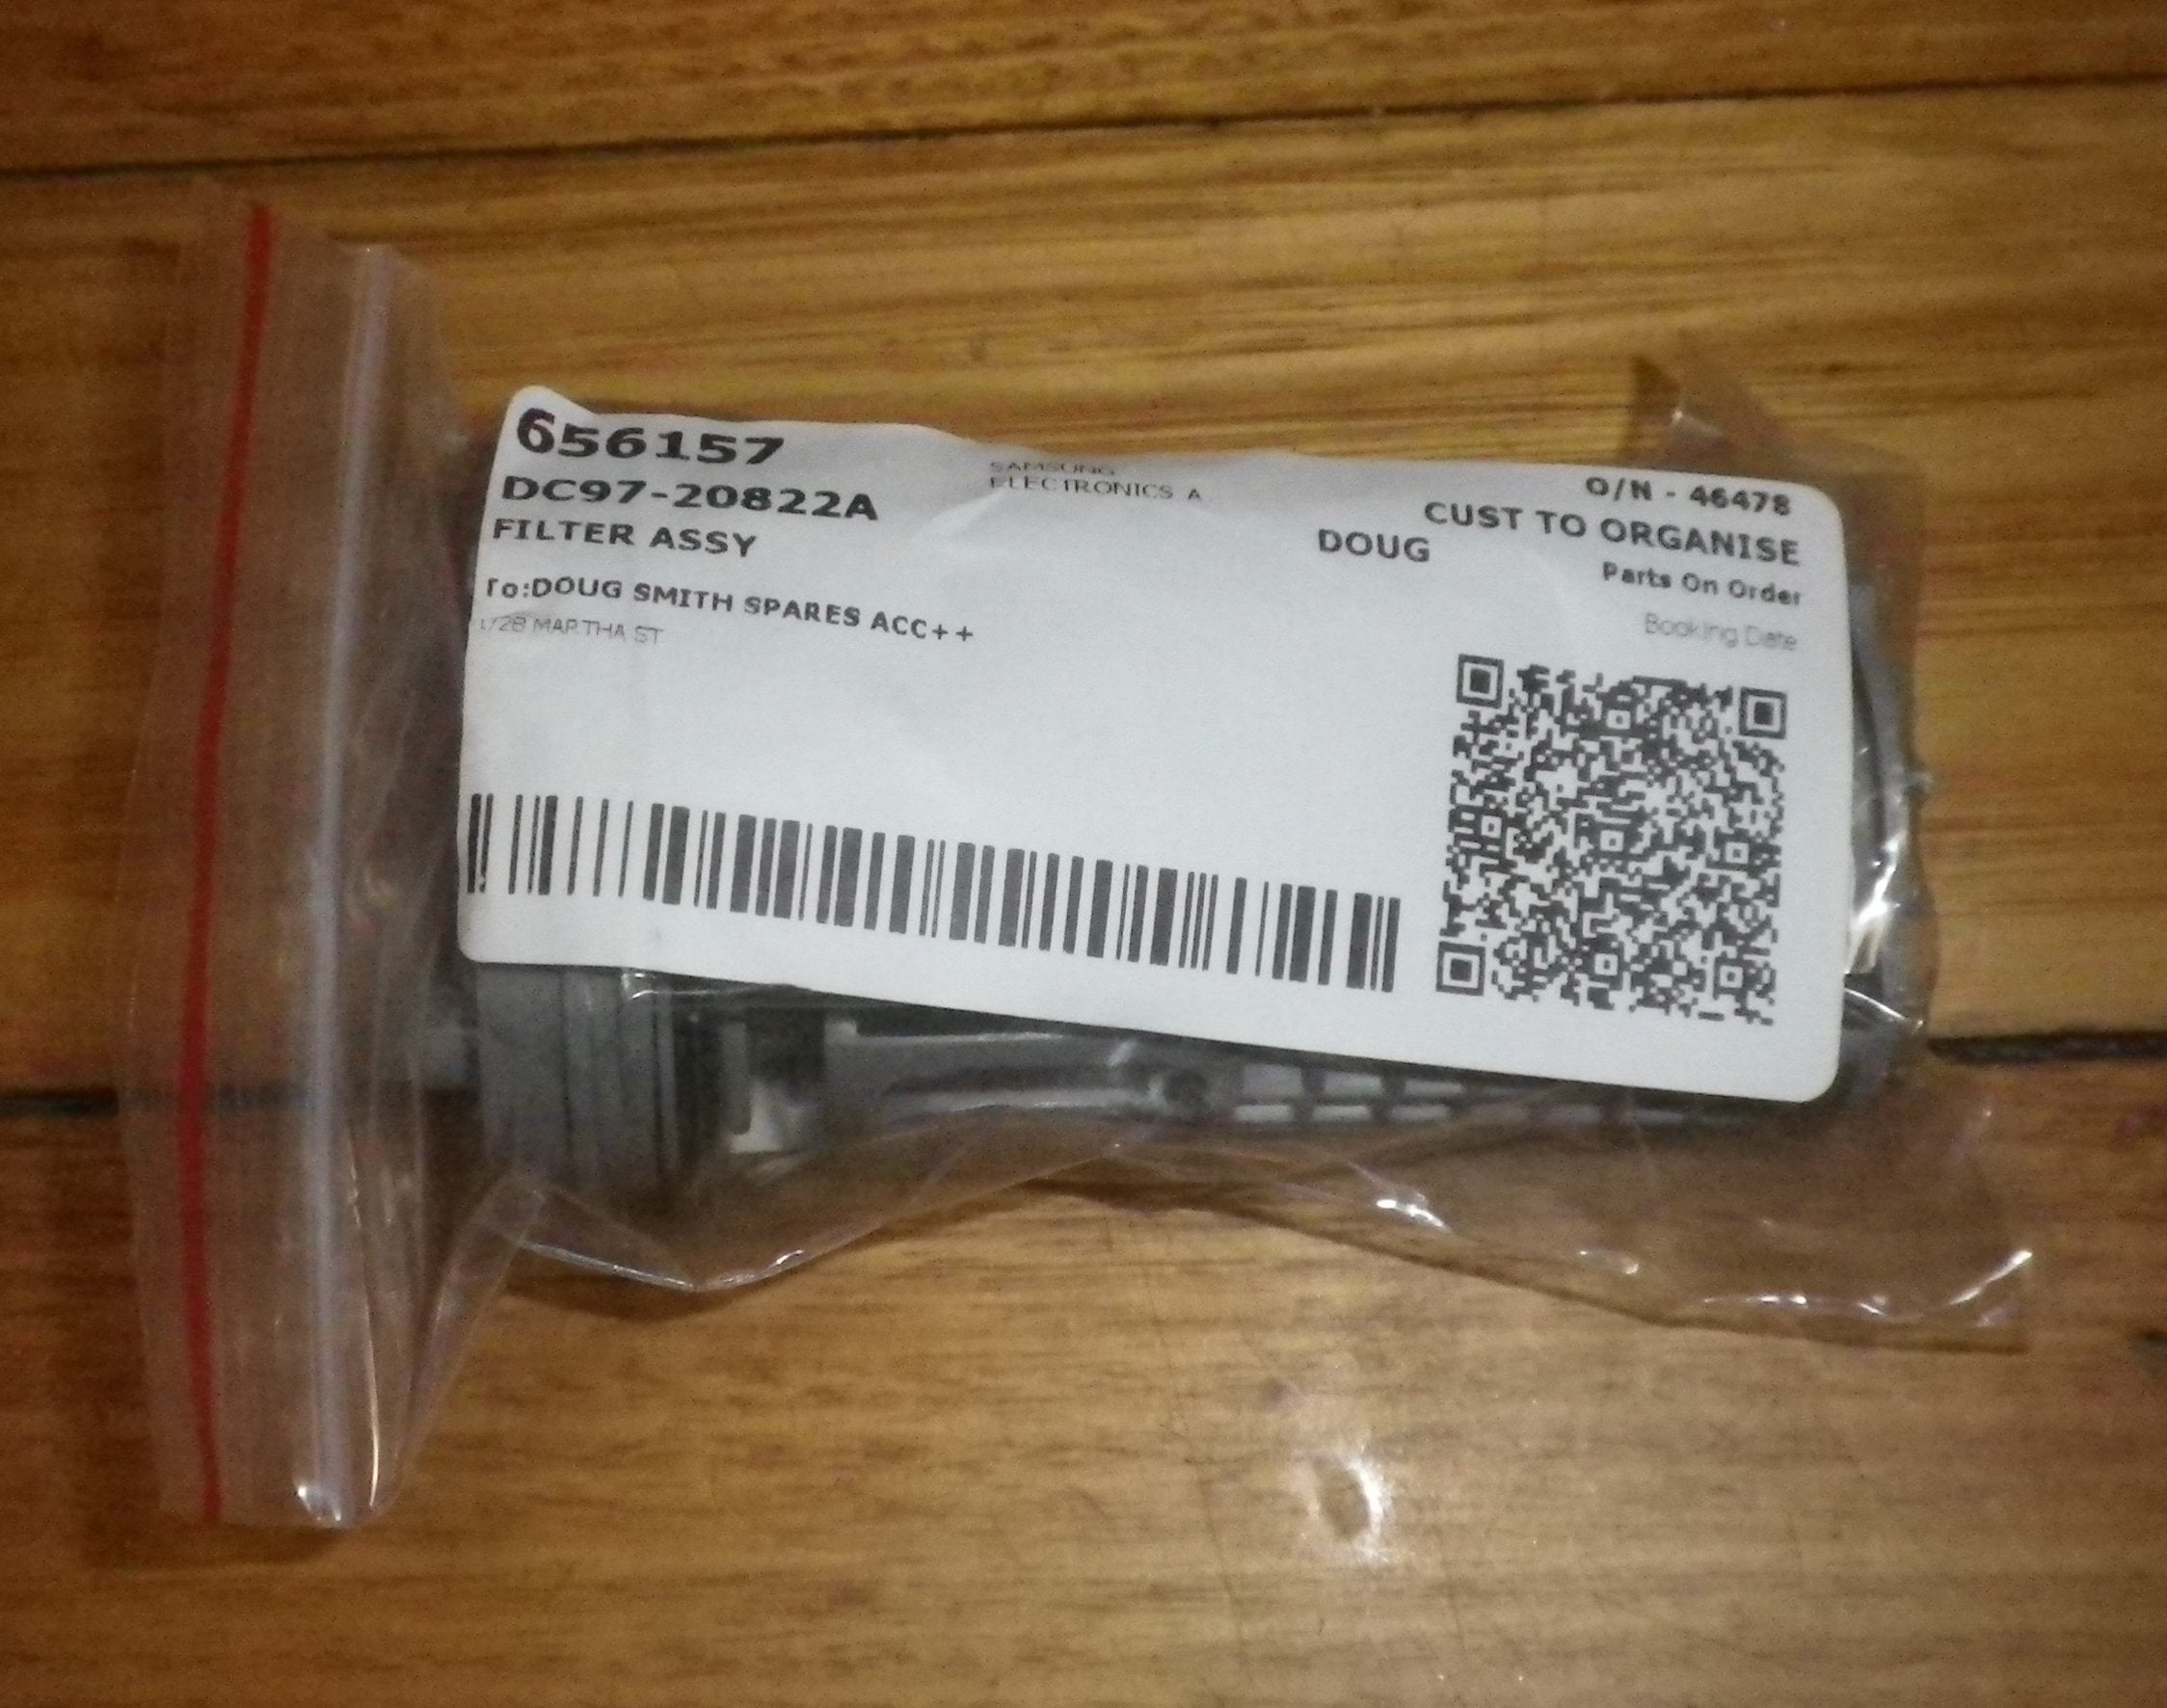 656157
DC97-20822A
FILTER ASSY
SAMSUNG
ELECTRONICS A
O/N - 46478
CUST TO ORGANISE
DOUG
Parts On Order
Booking Date
To:DOUG SMITH SPARES ACC++
1/28 MARTHA ST